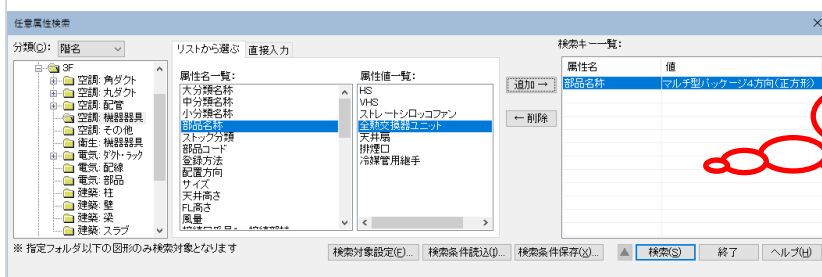 任意属性検索
分類(C): 階名
リストから選ぶ 直接入力
検索キー一覧:
3F
空調: 角ダクト
空調: 丸ダクト
空調: 配管
空調: 機器器具
空調: その他
衛生: 機器器具
電気: ダクト・ラック
電気: 配線
電気: 部品
建築: 柱
建築: 壁
建築: 梁
建築: スラブ
属性名一覧:
大分類名称
中分類名称
小分類名称
部品名称
ストック分類
部品コード
登録方法
配置方向
サイズ
天井高さ
FL高さ
風量
属性値一覧:
HS
VHS
ストレートシロッコファン
全熱交換器ユニット
天井扇
排煙口
冷媒管用継手
追加→
←削除
属性名 値
部品名称 マルチ型パッケージ4方向(正方形)
※ 指定フォルダ以下の図形のみ検索対象となります
検索対象設定(E)... 検索条件読込(I)... 検索条件保存(X)... 検索(S) 終了 ヘルプ(H)